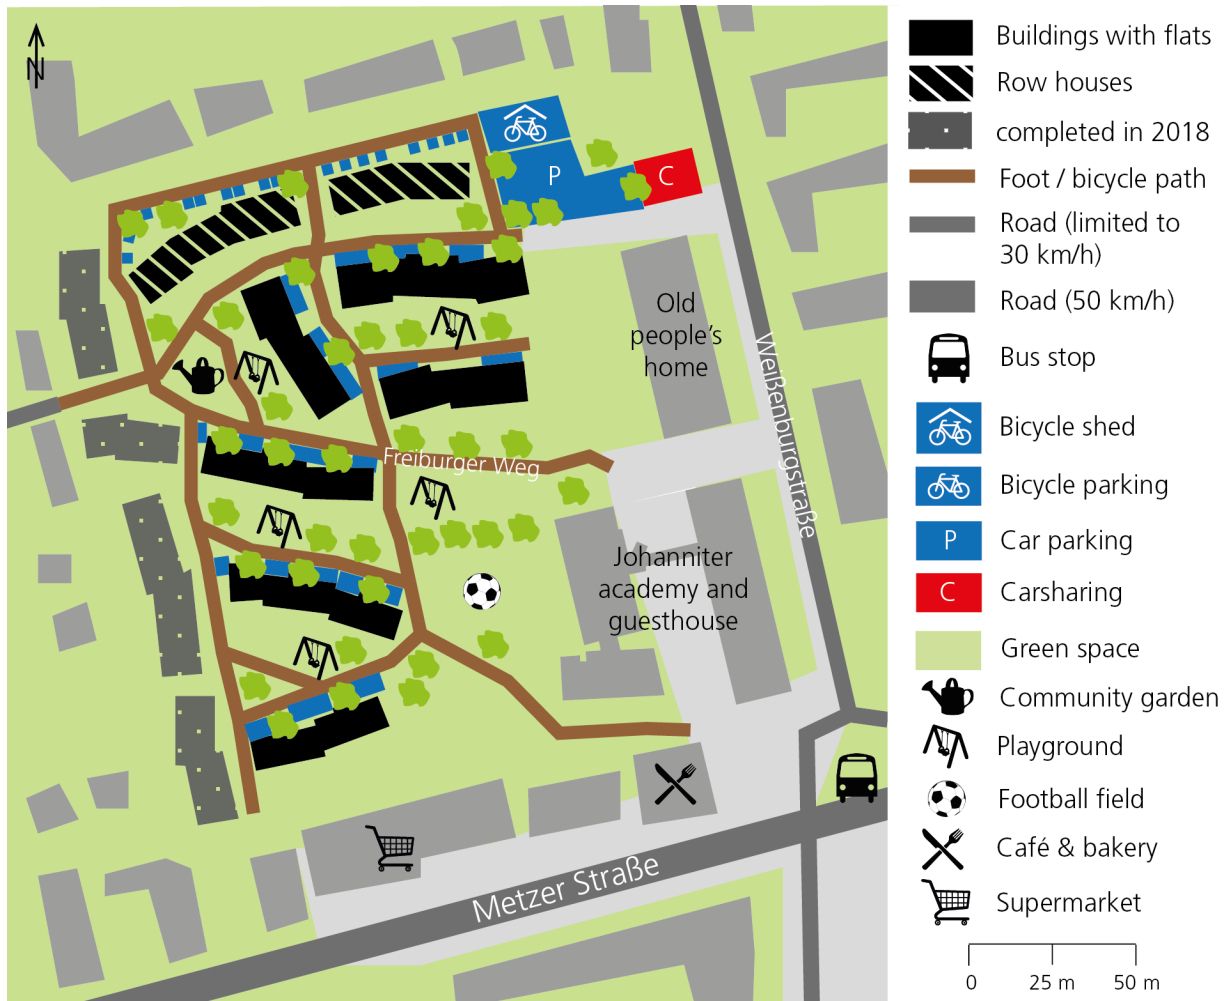 N
P
C
Old
people's
home
Weißenburgstraße
Freiburger Weg
Johanniter
academy and
guesthouse
Metzer Straße
Buildings with flats
Row houses
completed in 2018
Foot / bicycle path
Road (limited to
30 km/h)
Road (50 km/h)
Bus stop
Bicycle shed
Bicycle parking
P
Car parking
C
Carsharing
Green space
Community garden
Playground
Football field
Café & bakery
Supermarket
0 25 m 50 m